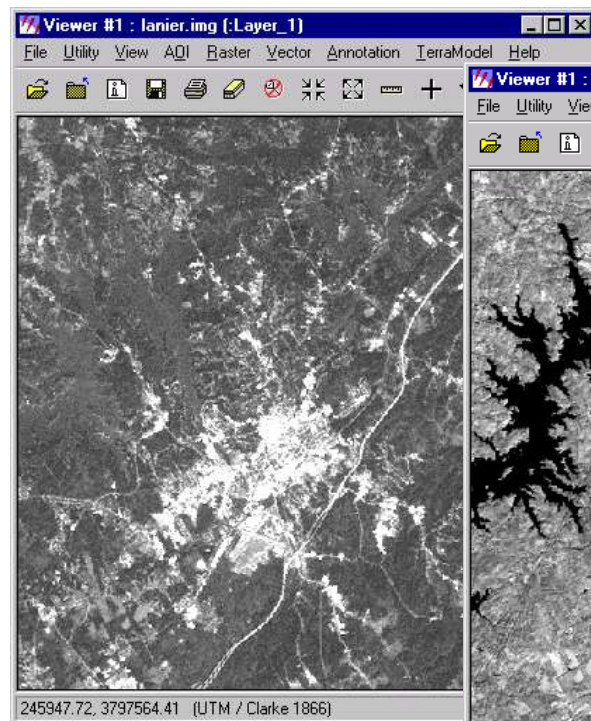 Viewer #1 : lanier.img (:Layer_1)
File Utility View AOI Raster Vector Annotation TerraModel Help
Viewer #1 :
File Utility Vie
245947.72, 3797564.41 (UTM / Clarke 1866)